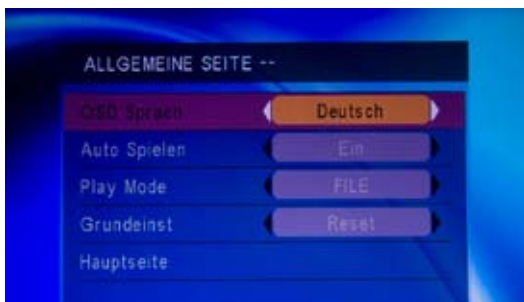 ALLGEMEINE SEITE --
OSD Sprach Deutsch
Auto Spielen Ein
Play Mode FILE
Grundeinst Reset
Hauptseite